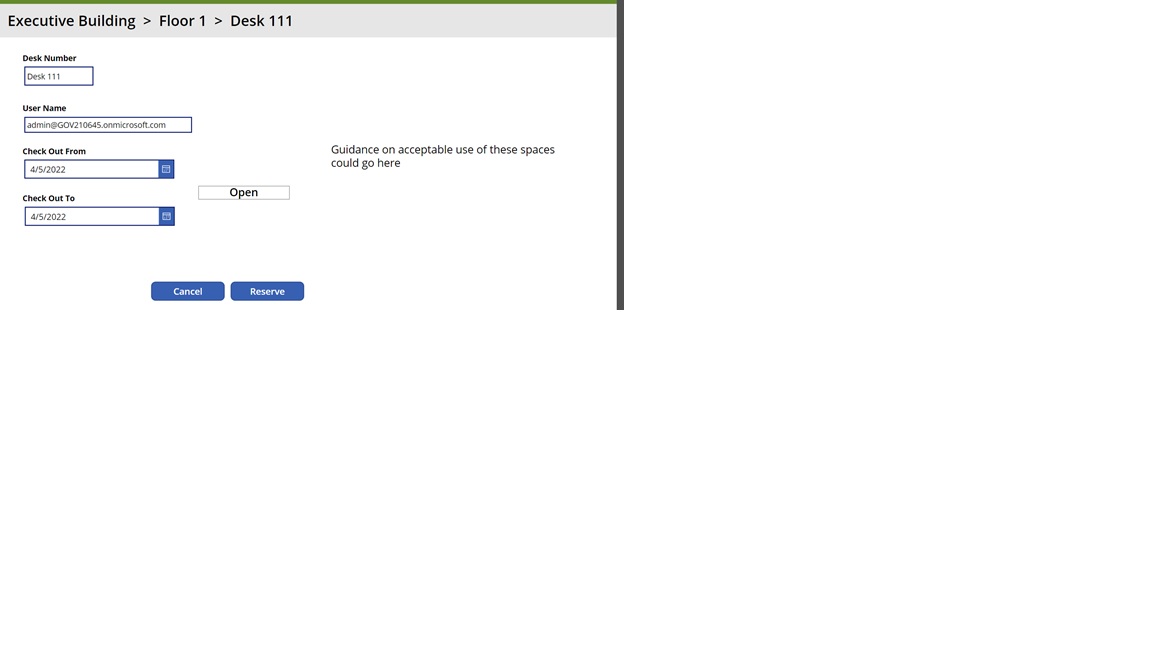 Executive Building > Floor 1 > Desk 111
Desk Number
Desk 111
User Name
admin@GOV210645.onmicrosoft.com
Check Out From
4/5/2022
Guidance on acceptable use of these spaces
could go here
Open
Check Out To
4/5/2022
Cancel
Reserve